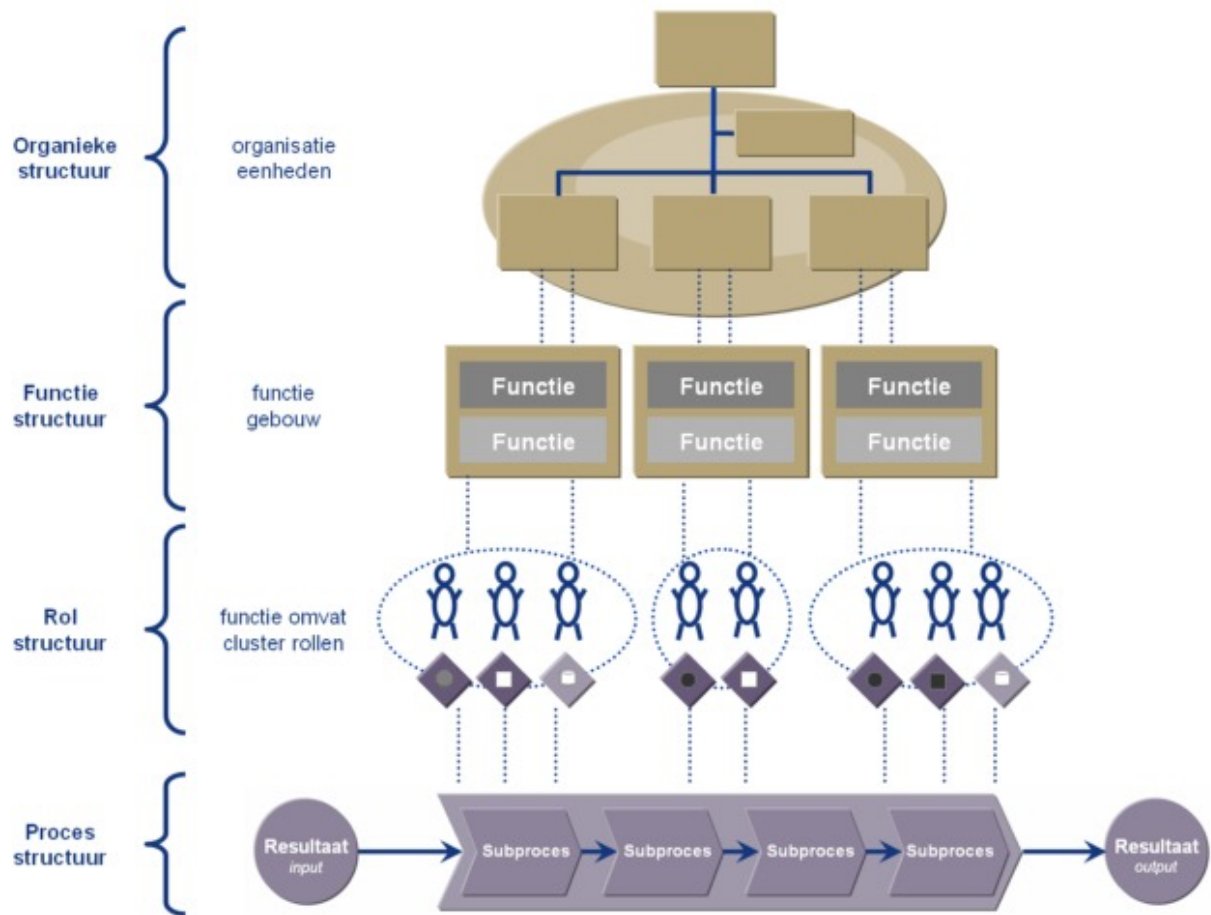 Organieke
structuur
organisatie
eenheden
Functie
structuur
functie
gebouw
Functie
Functie
Functie
Functie
Functie
Functie
Rol
structuur
functie omvat
cluster rollen
Proces
structuur
Resultaat
input
Subproces
Subproces
Subproces
Subproces
Resultaat
output